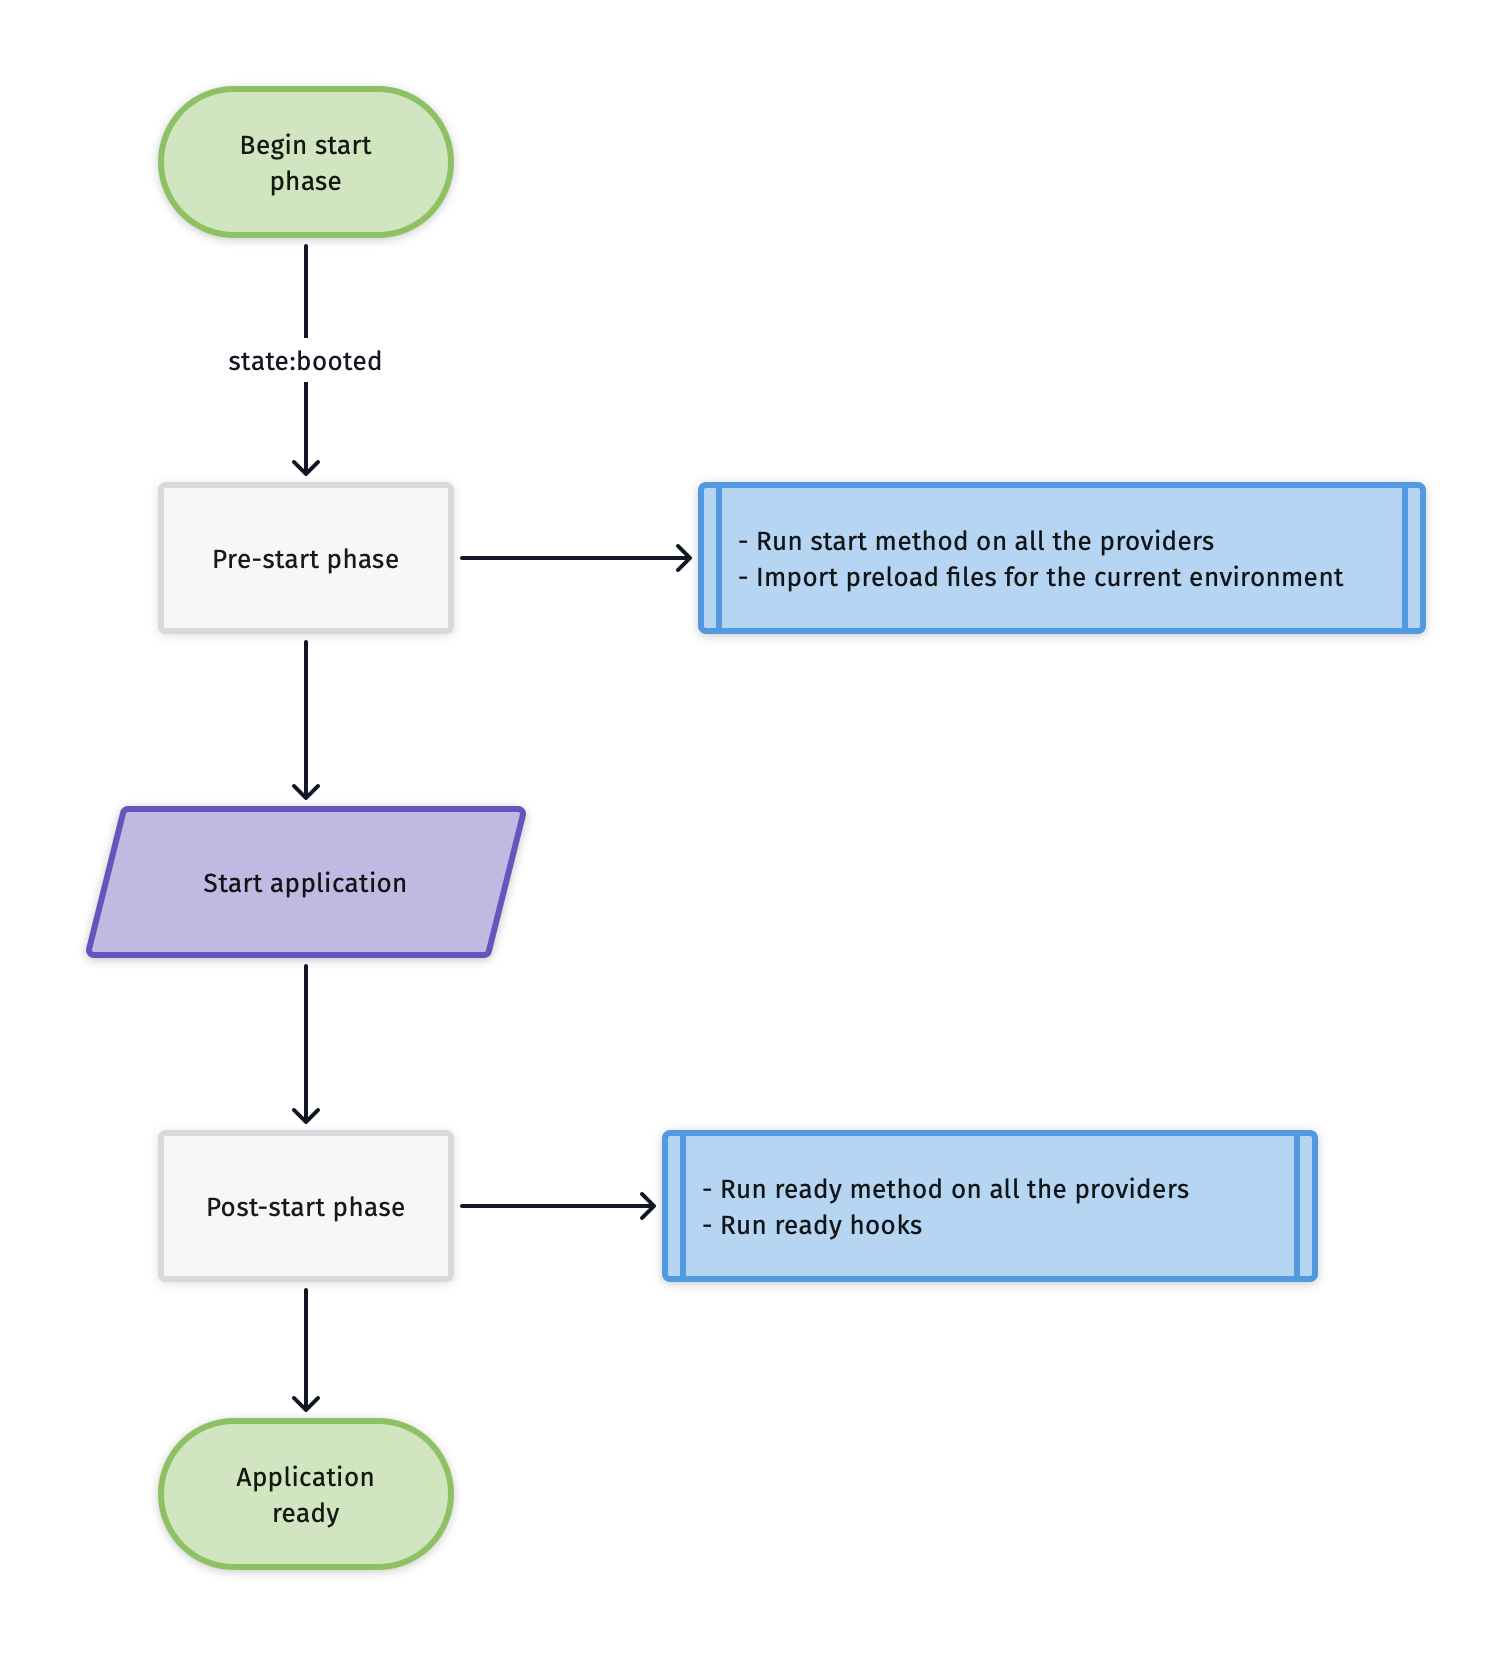 Begin start
phase
state:booted
Pre-start phase
- Run start method on all the providers
- Import preload files for the current environment
Start application
Post-start phase
- Run ready method on all the providers
- Run ready hooks
Application
ready